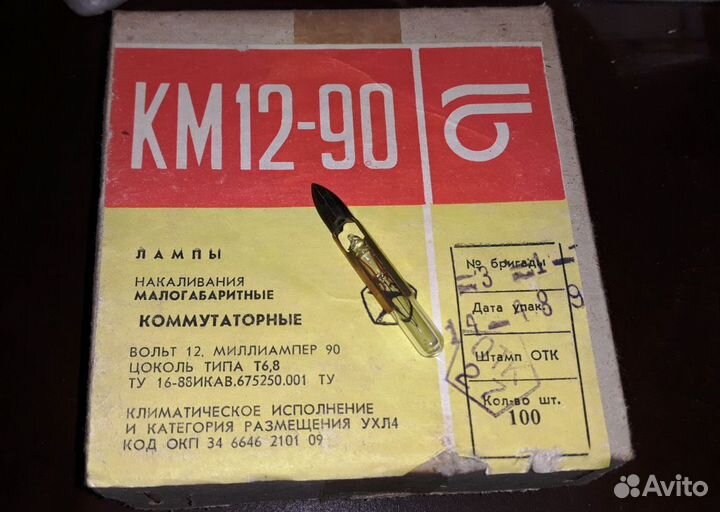 КМ12-90
ЛАМПЫ
НАКАЛИВАНИЯ
МАЛОГАБАРИТНЫЕ
КОММУТАТОРНЫЕ
ВОЛЬТ 12, МИЛЛИАМПЕР 90
ЦОКОЛЬ ТИПА Т6,8
ТУ 16-88ИКАВ.675250.001 ТУ
КЛИМАТИЧЕСКОЕ ИСПОЛНЕНИЕ
И КАТЕГОРИЯ РАЗМЕЩЕНИЯ УХЛ4
КОД ОКП 34 6646 2101 09
№ бригады
Дата упак.
Штамп ОТК
ОТК
Кол-во шт.
100
Avito